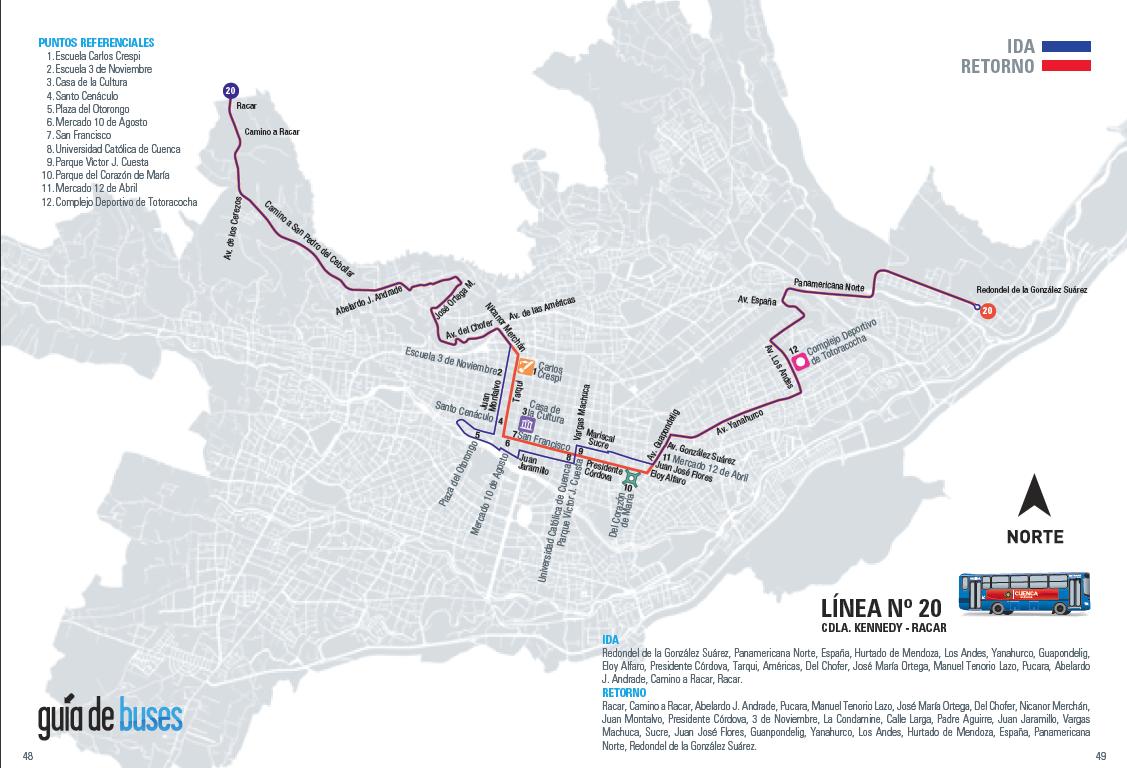 PUNTOS REFERENCIALES
1. Escuela Carlos Crespi
2. Escuela 3 de Noviembre
3. Casa de la Cultura
4. Santo Cenáculo
5. Plaza del Otorongo
6. Mercado 10 de Agosto
7. San Francisco
8. Universidad Católica de Cuenca
9. Parque Victor J. Cuesta
10. Parque del Corazón de María
11. Mercado 12 de Abril
12. Complejo Deportivo de Totoracocha
IDA
RETORNO
20
Racar
Camino a Racar
Av. de los Cerezos
Camino a San Pedro del Cebollar
Abelardo J. Andrade
José Ortega M.
Av. del Chofer
Nicanor Merchán
Av. de las Américas
Escuela 3 de Noviembre 2
1 Carlos
Crespi
Juan
Montalvo
Tarqui
Santo Cenáculo
4
3 Casa de
la Cultura
5
6
7 San Francisco
Plaza del Otorongo
Mercado 10 de Agosto
Juan
Jaramillo
Vargas Machuca
Mariscal
Sucre
8
9
Universidad Católica de Cuenca
Parque Víctor J. Cuesta
Presidente
Córdova
10
Del Corazón
de María
Av. Guapondelig
Av. González Suárez
11 Mercado 12 de Abril
Juan José Flores
Eloy Alfaro
Av. Yanahurco
Av. Los Andes
12 Complejo Deportivo
de Totoracocha
Av. España
Panamericana Norte
Redondel de la González Suárez
20
NORTE
CUENCA
LÍNEA Nº 20
CDLA. KENNEDY - RACAR
IDA
Redondel de la González Suárez, Panamericana Norte, España, Hurtado de Mendoza, Los Andes, Yanahurco, Guapondelig,
Eloy Alfaro, Presidente Córdova, Tarqui, Américas, Del Chofer, José María Ortega, Manuel Tenorio Lazo, Pucara, Abelardo
J. Andrade, Camino a Racar, Racar.
RETORNO
Racar, Camino a Racar, Abelardo J. Andrade, Pucara, Manuel Tenorio Lazo, José María Ortega, Del Chofer, Nicanor Merchán,
Juan Montalvo, Presidente Córdova, 3 de Noviembre, La Condamine, Calle Larga, Padre Aguirre, Juan Jaramillo, Vargas
Machuca, Sucre, Juan José Flores, Guanpondelig, Yanahurco, Los Andes, Hurtado de Mendoza, España, Panamericana
Norte, Redondel de la González Suárez.
guía de buses
48
49